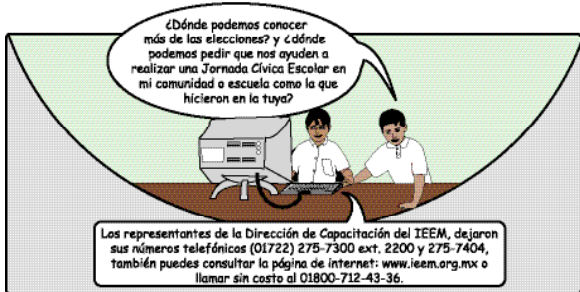 ¿Dónde podemos conocer
más de las elecciones? y ¿dónde
podemos pedir que nos ayuden a
realizar una Jornada Cívica Escolar en
mi comunidad o escuela como la que
hicieron en la tuya?
Los representantes de la Dirección de Capacitación del IEEM, dejaron
sus números telefónicos (01722) 275-7300 ext. 2200 y 275-7404,
también puedes consultar la página de internet: www.ieem.org.mx o
llamar sin costo al 01800-712-43-36.